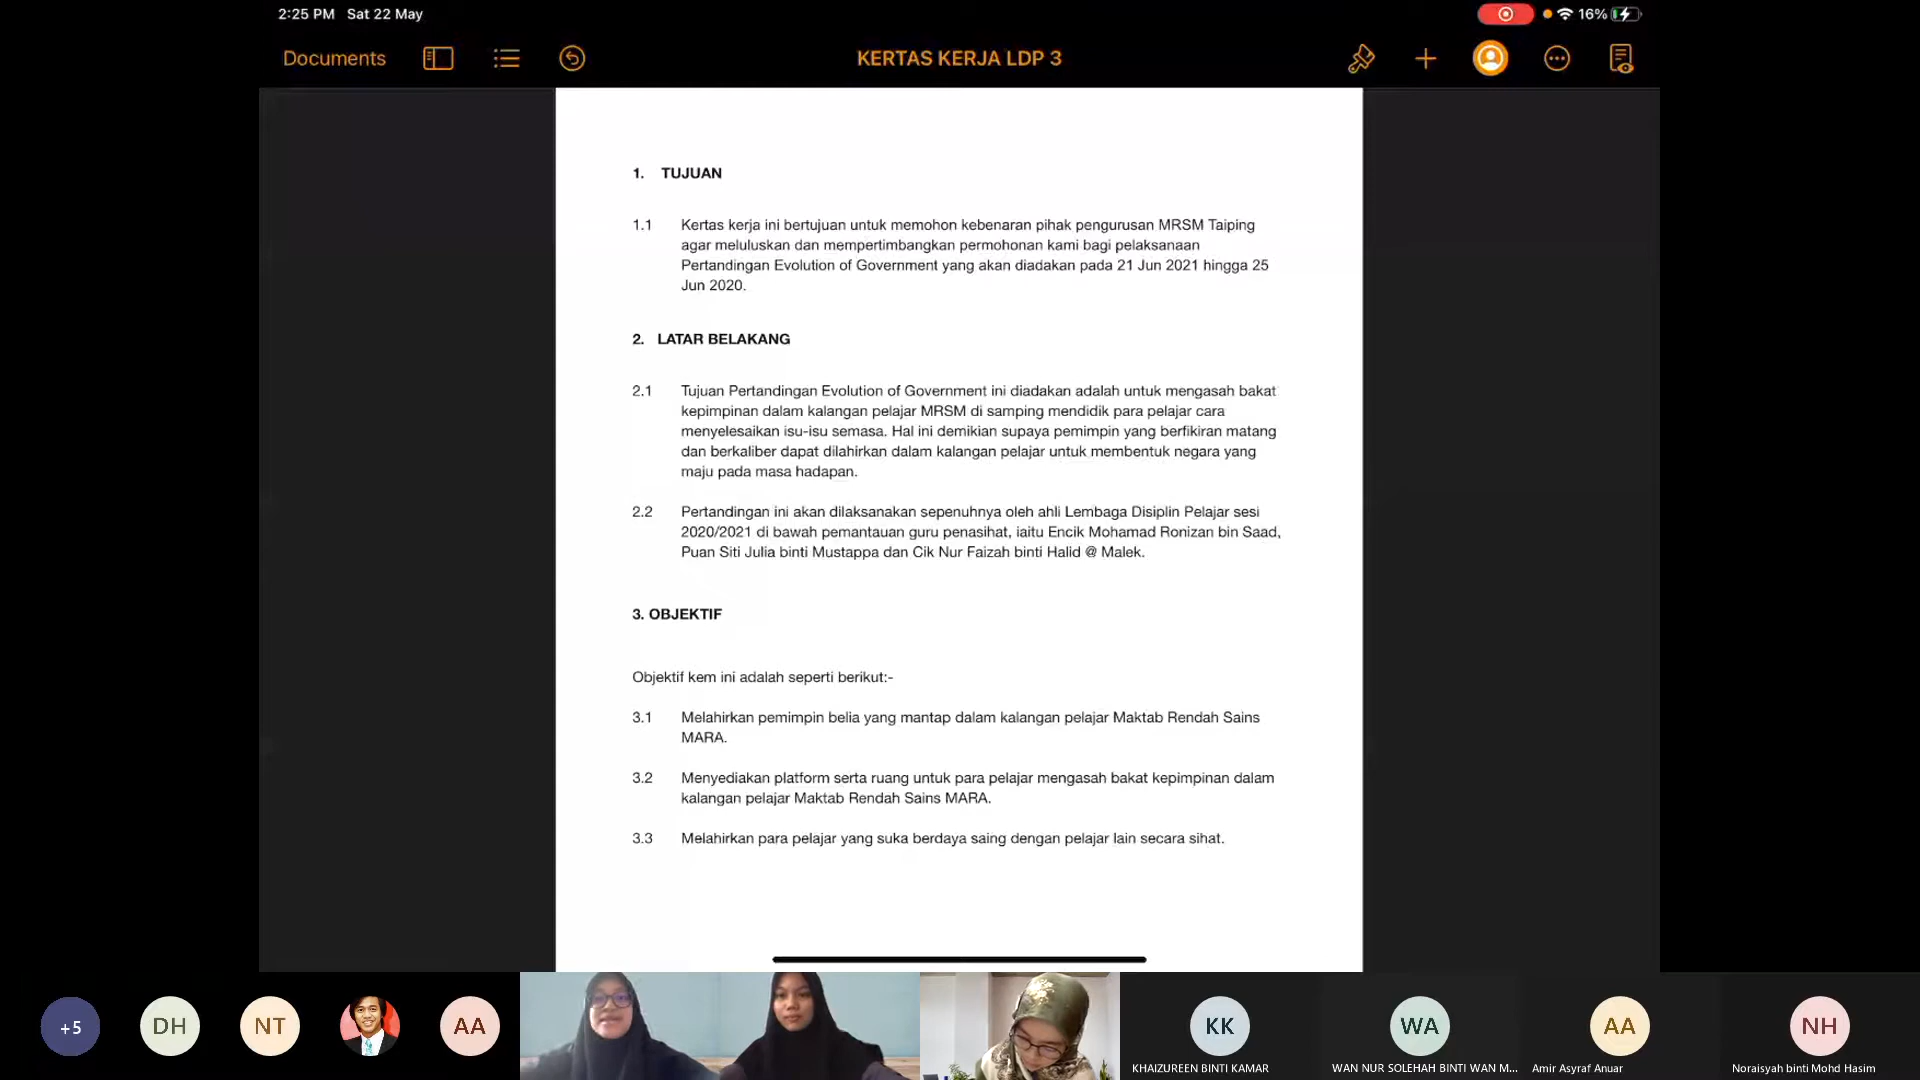 2:25 PM Sat 22 May
16%
Documents
KERTAS KERJA LDP 3
1. TUJUAN
1.1 Kertas kerja ini bertujuan untuk memohon kebenaran pihak pengurusan MRSM Taiping
agar meluluskan dan mempertimbangkan permohonan kami bagi pelaksanaan
Pertandingan Evolution of Government yang akan diadakan pada 21 Jun 2021 hingga 25
Jun 2020.
2. LATAR BELAKANG
2.1 Tujuan Pertandingan Evolution of Government ini diadakan adalah untuk mengasah bakat
kepimpinan dalam kalangan pelajar MRSM di samping mendidik para pelajar cara
menyelesaikan isu-isu semasa. Hal ini demikian supaya pemimpin yang berfikiran matang
dan berkaliber dapat dilahirkan dalam kalangan pelajar untuk membentuk negara yang
maju pada masa hadapan.
2.2 Pertandingan ini akan dilaksanakan sepenuhnya oleh ahli Lembaga Disiplin Pelajar sesi
2020/2021 di bawah pemantauan guru penasihat, iaitu Encik Mohamad Ronizan bin Saad,
Puan Siti Julia binti Mustappa dan Cik Nur Faizah binti Halid @ Malek.
3. OBJEKTIF
Objektif kem ini adalah seperti berikut:-
3.1 Melahirkan pemimpin belia yang mantap dalam kalangan pelajar Maktab Rendah Sains
MARA.
3.2 Menyediakan platform serta ruang untuk para pelajar mengasah bakat kepimpinan dalam
kalangan pelajar Maktab Rendah Sains MARA.
3.3 Melahirkan para pelajar yang suka berdaya saing dengan pelajar lain secara sihat.
+5
DH
NT
AA
KK
WA
AA
NH
KHAIZUREEN BINTI KAMAR
WAN NUR SOLEHAH BINTI WAN M...
Amir Asyraf Anuar
Noraisyah binti Mohd Hasim